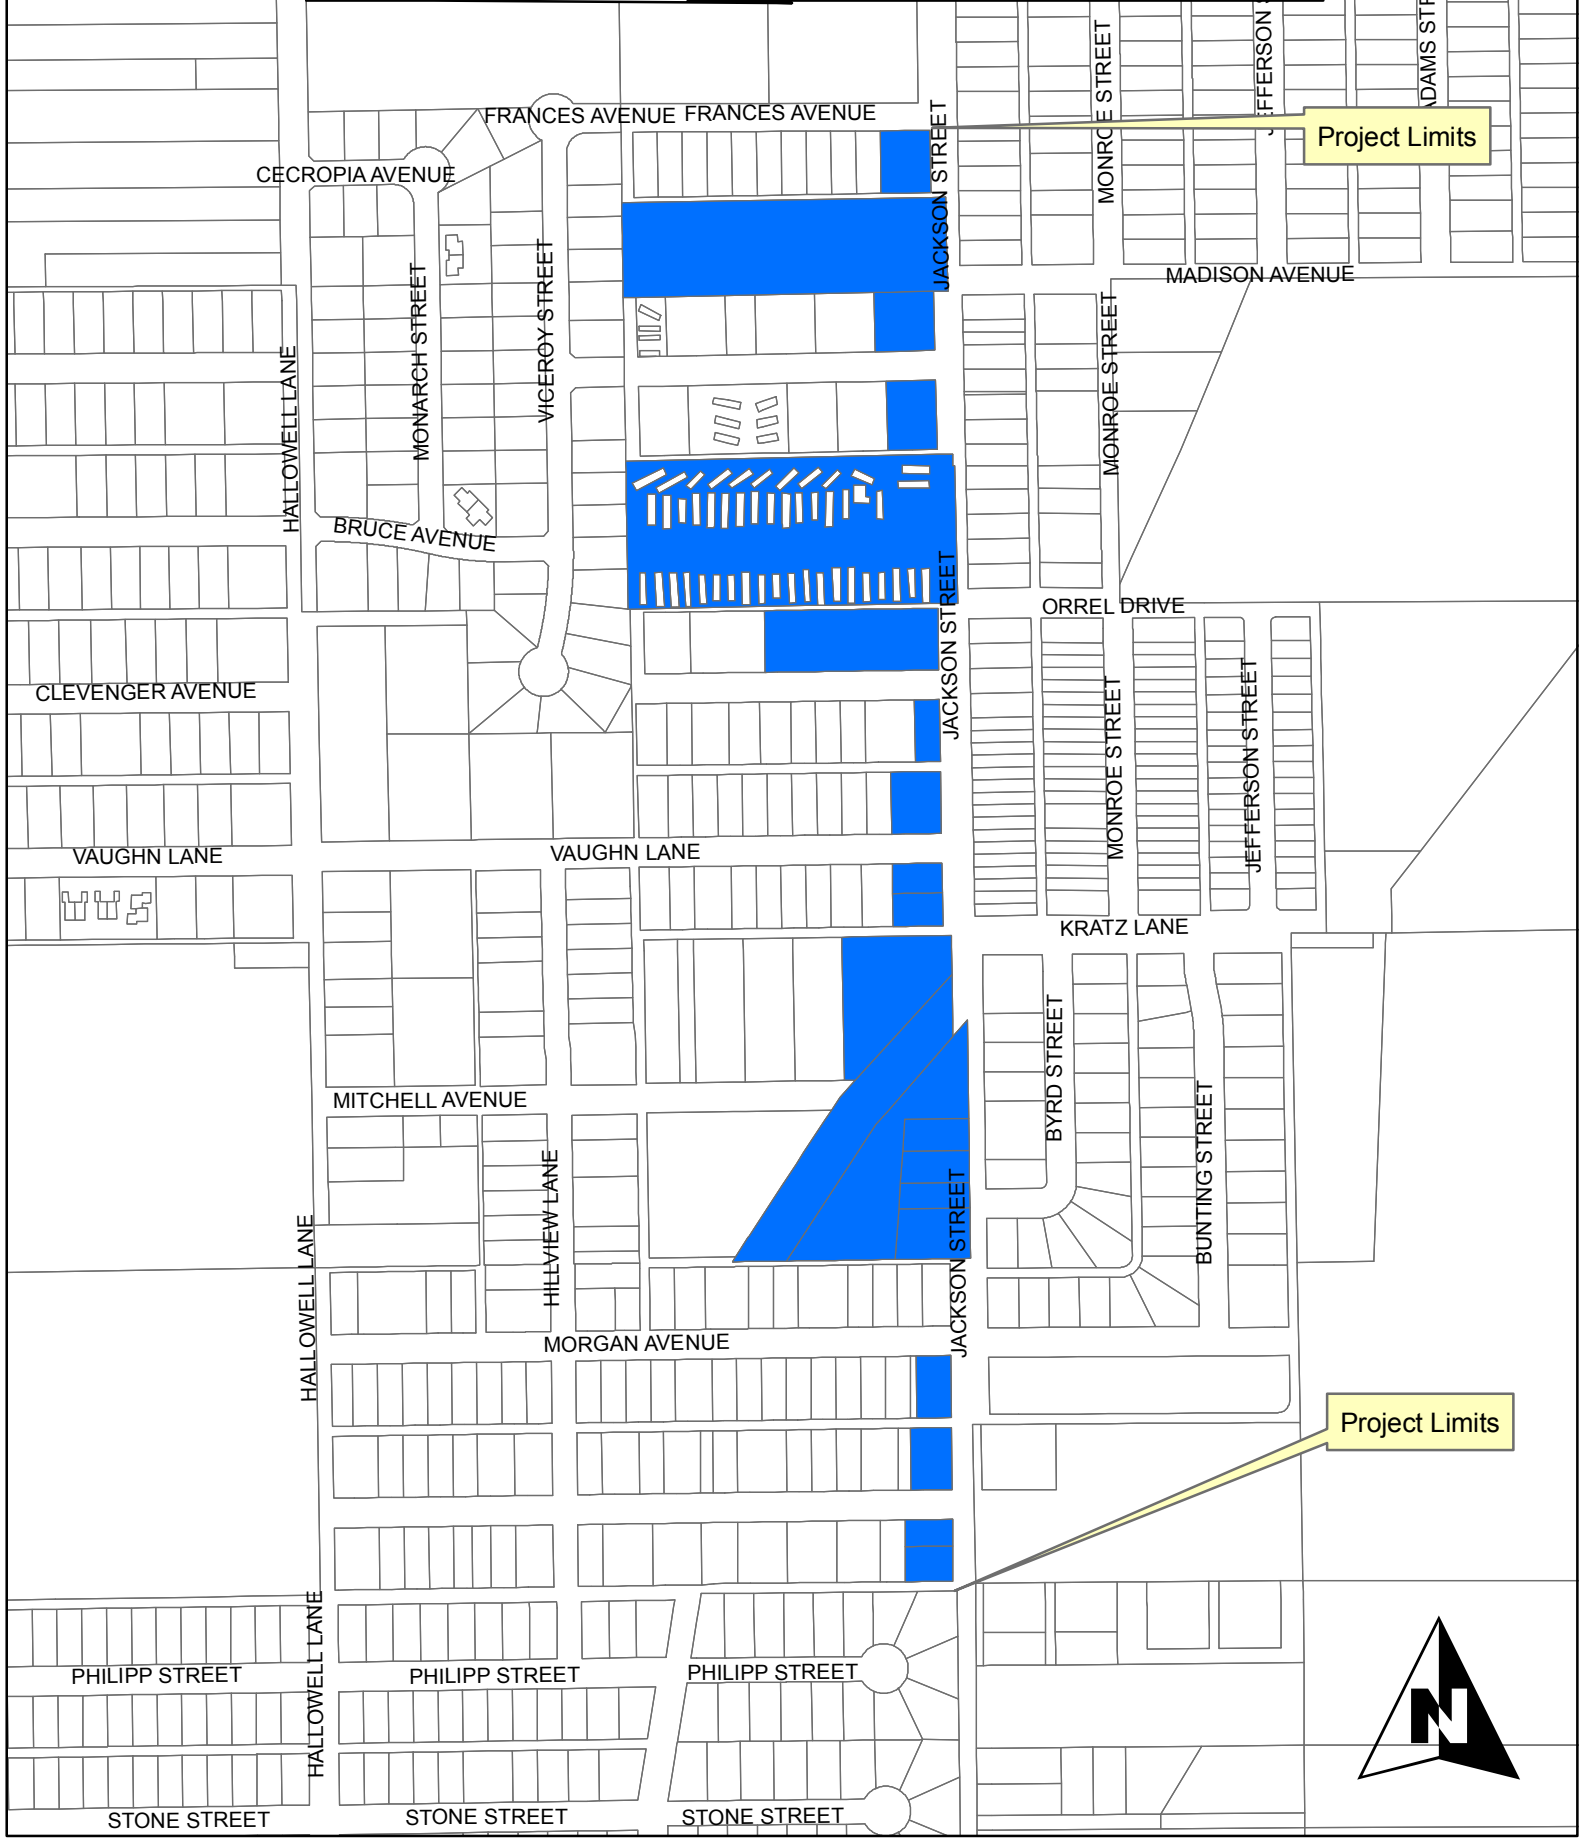 MONROE STREET
JEFFERSON S
ADAMS STR
FRANCES AVENUE
FRANCES AVENUE
JACKSON STREET
Project Limits
CECROPIA AVENUE
MADISON AVENUE
MONARCH STREET
VICEROY STREET
HALLOWELL LANE
MONROE STREET
BRUCE AVENUE
JACKSON STREET
ORREL DRIVE
CLEVENGER AVENUE
MONROE STREET
JEFFERSON STREET
VAUGHN LANE
VAUGHN LANE
KRATZ LANE
BYRD STREET
MITCHELL AVENUE
BUNTING STREET
HILLVIEW LANE
HALLOWELL LANE
JACKSON STREET
MORGAN AVENUE
Project Limits
HALLOWELL LANE
PHILIPP STREET
PHILIPP STREET
PHILIPP STREET
N
STONE STREET
STONE STREET
STONE STREET